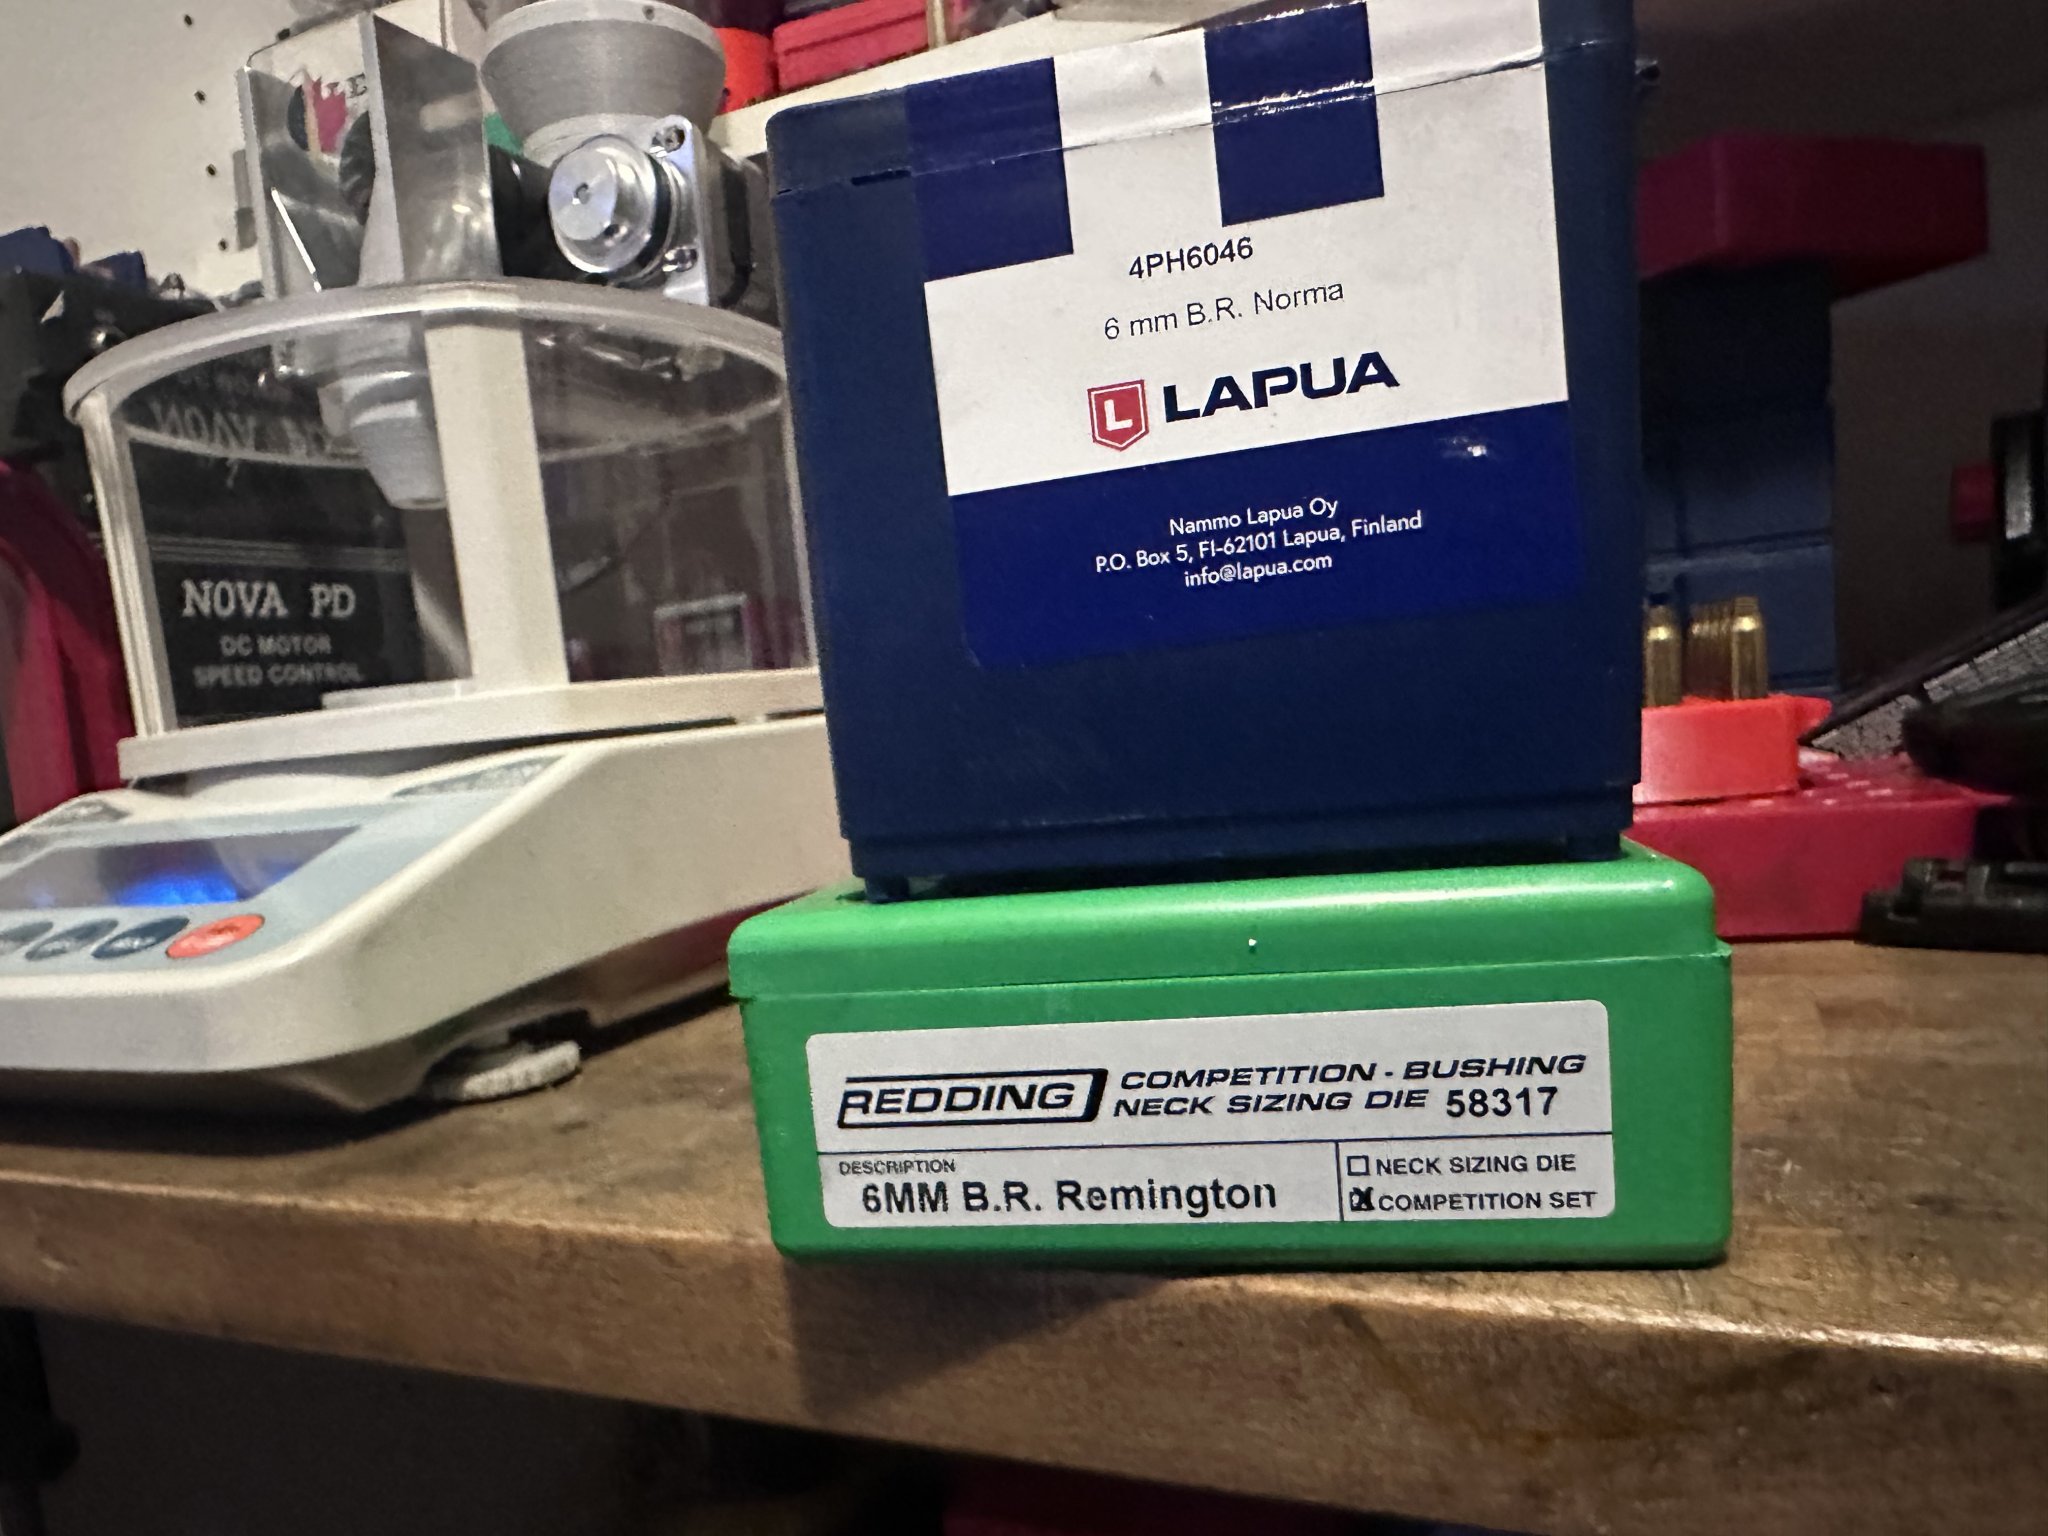 4PH6046
6 mm B.R. Norma
L LAPUA
Nammo Lapua Oy
P.O. Box 5, FI-62101 Lapua, Finland
info@lapua.com
NOVA PD
DC MOTOR
SPEED CONTROL
REDDING COMPETITION - BUSHING
NECK SIZING DIE 58317
DESCRIPTION
6MM B.R. Remington
NECK SIZING DIE
COMPETITION SET